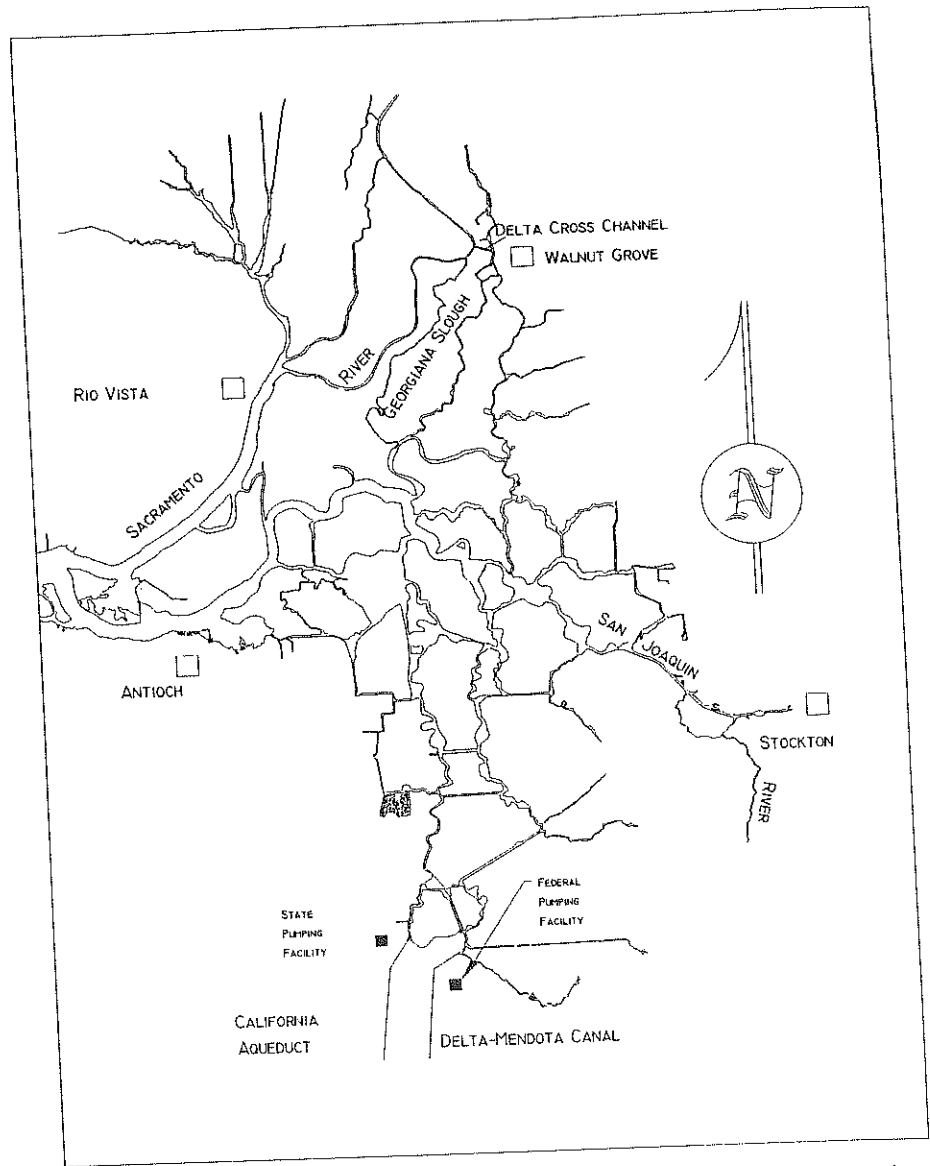 DELTA CROSS CHANNEL
WALNUT GROVE
RIVER
GEORGIANA SLOUGH
RIO VISTA
SACRAMENTO
N
SAN
JOAQUIN
ANTIOCH
STOCKTON
RIVER
FEDERAL
PUMPING
FACILITY
STATE
PUMPING
FACILITY
CALIFORNIA
AQUEDUCT
DELTA-MENDOTA CANAL